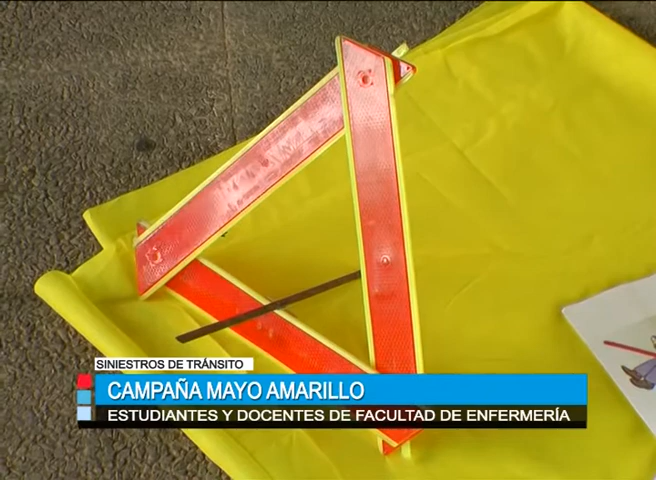 SINIESTROS DE TRÁNSITO
CAMPAÑA MAYO AMARILLO
ESTUDIANTES Y DOCENTES DE FACULTAD DE ENFERMERÍA